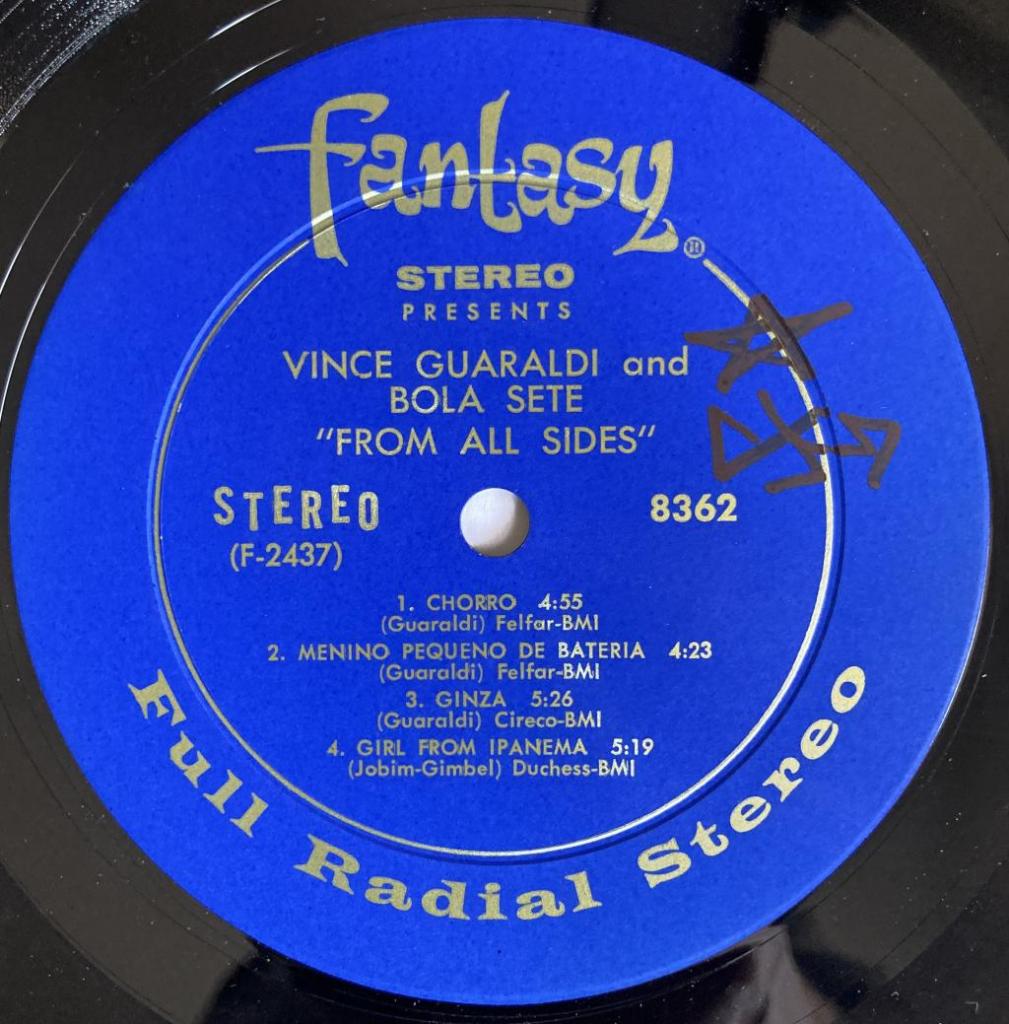 fantasy®
STEREO
PRESENTS
VINCE GUARALDI and
BOLA SETE
"FROM ALL SIDES"
STEREO 8362
(F-2437)
1. CHORRO 4:55
(Guaraldi) Felfar-BMI
2. MENINO PEQUENO DE BATERIA 4:23
(Guaraldi) Felfar-BMI
3. GINZA 5:26
(Guaraldi) Cireco-BMI
4. GIRL FROM IPANEMA 5:19
(Jobim-Gimbel) Duchess-BMI
Full Radial Stereo